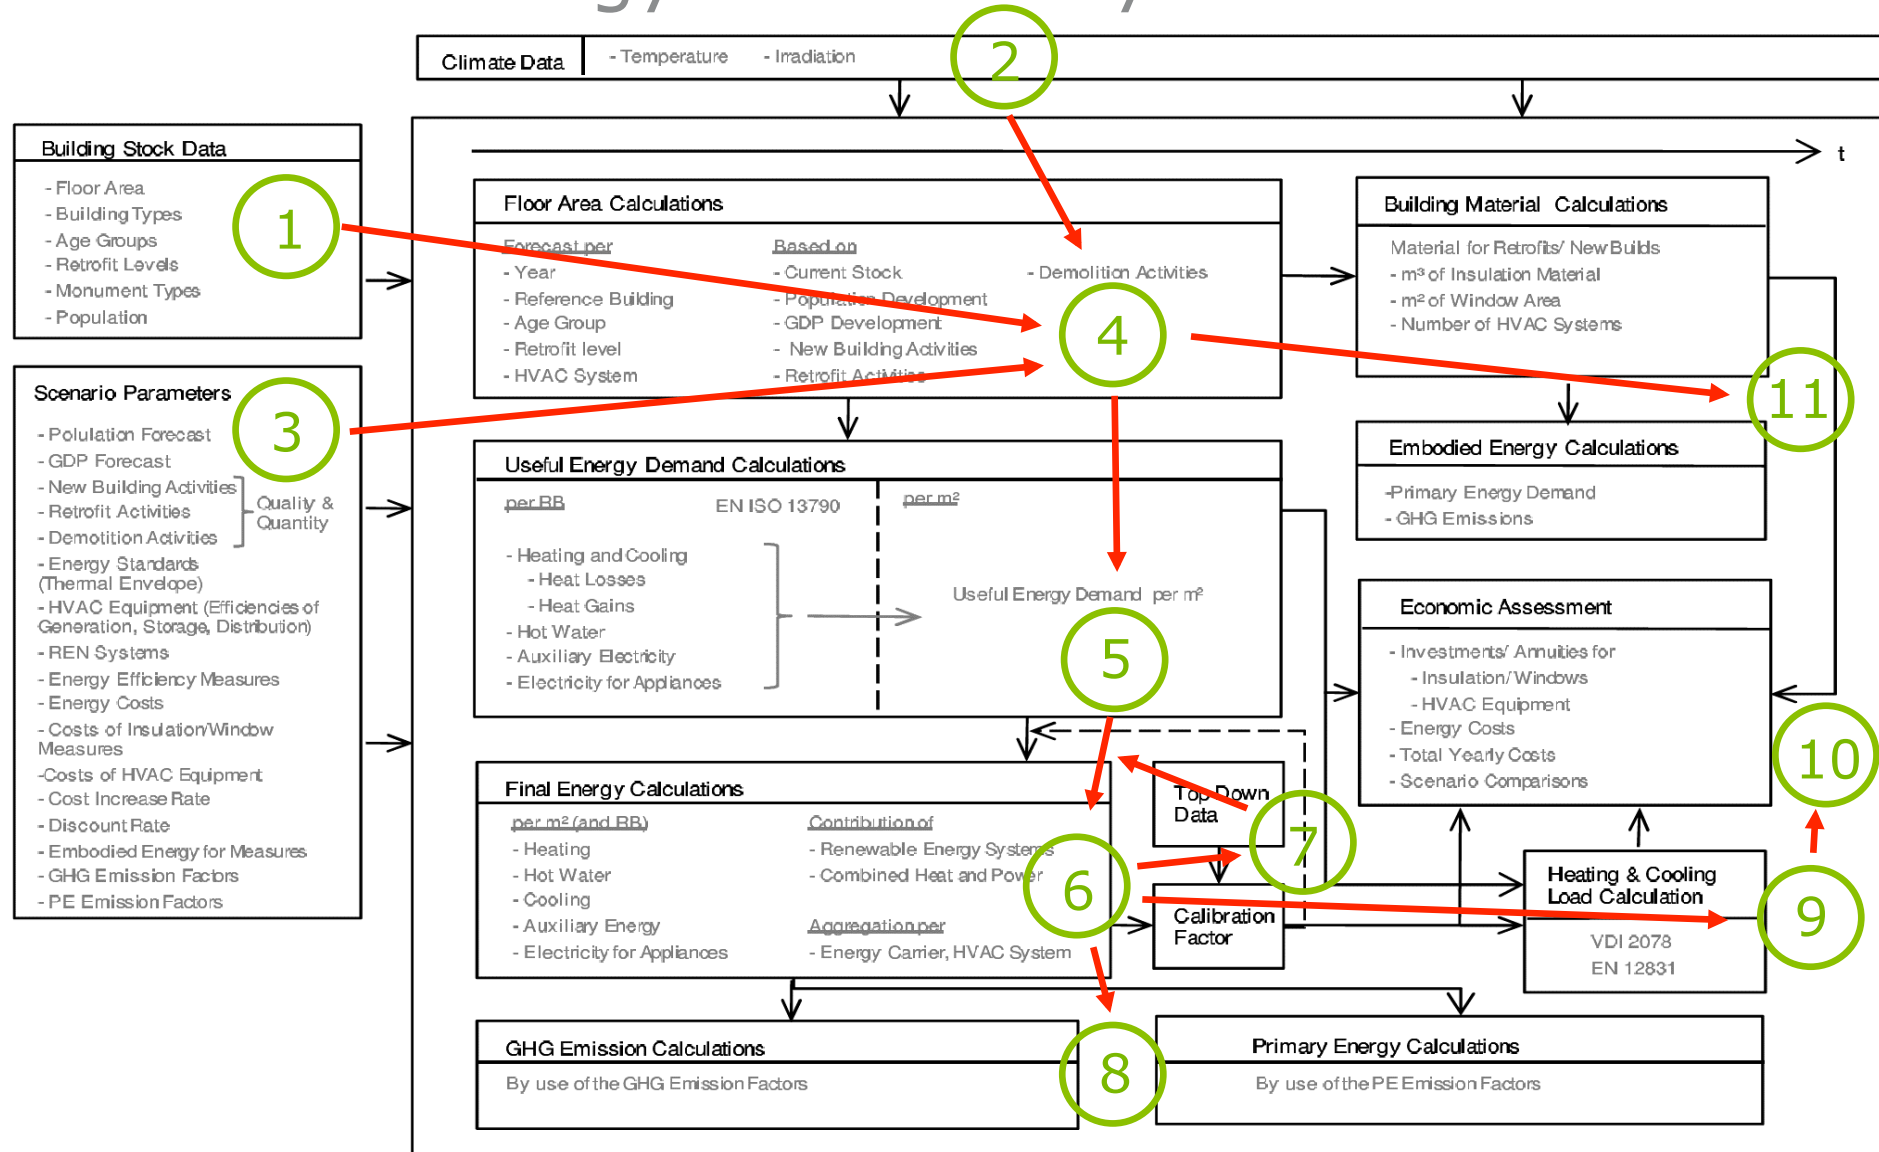 Climate Data
- Temperature
- Irradiation
2
Building Stock Data
- Floor Area
- Building Types
- Age Groups
- Retrofit Levels
- Monument Types
- Population
1
Scenario Parameters
- Polulation Forecast
- GDP Forecast
- New Building Activities
- Retrofit Activities
- Demotition Activities
Quality &
Quantity
- Energy Standards
(Thermal Envelope)
- HVAC Equipment (Efficiencies of
Generation, Storage, Distribution)
- REN Systems
- Energy Efficiency Measures
- Energy Costs
- Costs of Insulation/Window
Measures
-Costs of HVAC Equipment
- Cost Increase Rate
- Discount Rate
- Embodied Energy for Measures
- GHG Emission Factors
- PE Emission Factors
3
t
Floor Area Calculations
Forecast per
- Year
- Reference Building
- Age Group
- Retrofit level
- HVAC System
Based on
- Current Stock
- Population Development
- GDP Development
- New Building Activities
- Retrofit Activities
- Demolition Activities
4
Building Material Calculations
Material for Retrofits/ New Builds
- m³ of Insulation Material
- m² of Window Area
- Number of HVAC Systems
11
Embodied Energy Calculations
-Primary Energy Demand
- GHG Emissions
Useful Energy Demand Calculations
per RB
EN ISO 13790
per m²
- Heating and Cooling
- Heat Losses
- Heat Gains
- Hot Water
- Auxiliary Electricity
- Electricity for Appliances
Useful Energy Demand per m²
5
Economic Assessment
- Investments/ Annuities for
- Insulation/ Windows
- HVAC Equipment
- Energy Costs
- Total Yearly Costs
- Scenario Comparisons
10
Final Energy Calculations
per m² (and RB)
- Heating
- Hot Water
- Cooling
- Auxiliary Energy
- Electricity for Appliances
Contribution of
- Renewable Energy Systems
- Combined Heat and Power
Aggregation per
- Energy Carrier, HVAC System
6
Top Down
Data
7
Calibration
Factor
Heating & Cooling
Load Calculation
VDI 2078
EN 12831
9
GHG Emission Calculations
By use of the GHG Emission Factors
8
Primary Energy Calculations
By use of the PE Emission Factors